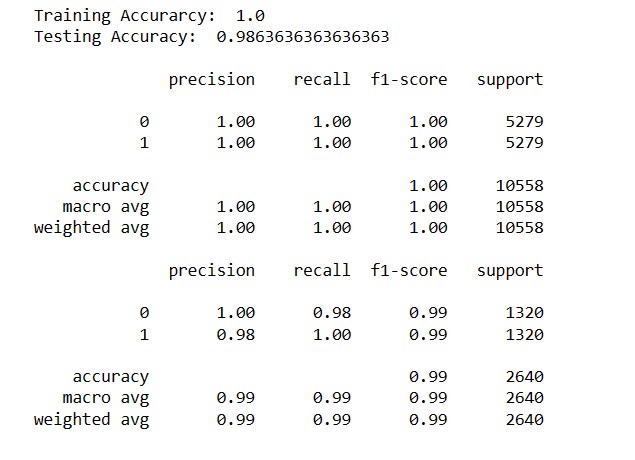 Training Accurarcy:  1.0
Testing Accuracy:  0.9863636363636363
precision    recall  f1-score   support
0       1.00      1.00      1.00      5279
1       1.00      1.00      1.00      5279
accuracy                           1.00     10558
macro avg       1.00      1.00      1.00     10558
weighted avg       1.00      1.00      1.00     10558
precision    recall  f1-score   support
0       1.00      0.98      0.99      1320
1       0.98      1.00      0.99      1320
accuracy                           0.99      2640
macro avg       0.99      0.99      0.99      2640
weighted avg       0.99      0.99      0.99      2640